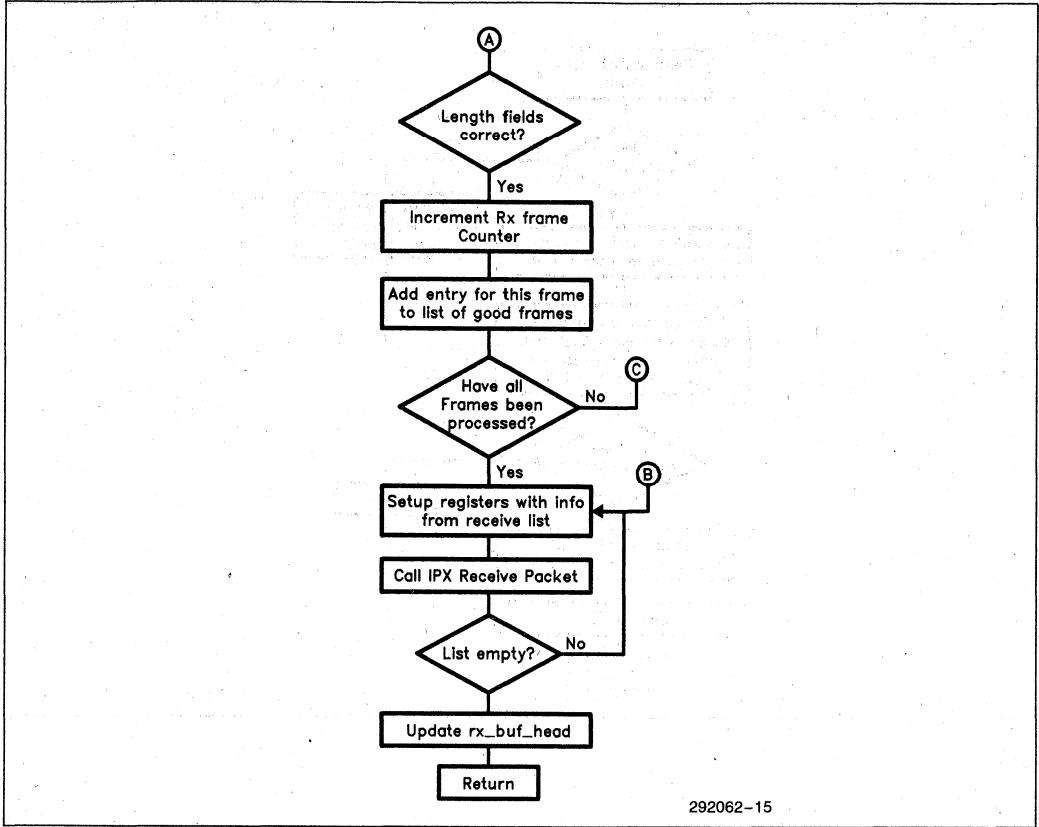 A
Length fields
correct?
Yes
Increment Rx frame
Counter
Add entry for this frame
to list of good frames
C
Have all
Frames been
processed?
No
Yes
B
Setup registers with info
from receive list
Call IPX Receive Packet
List empty?
No
Update rx_buf_head
Return
292062-15